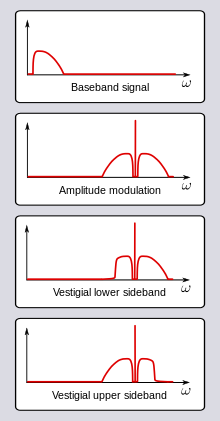 ω
Baseband signal
ω
Amplitude modulation
ω
Vestigial lower sideband
ω
Vestigial upper sideband